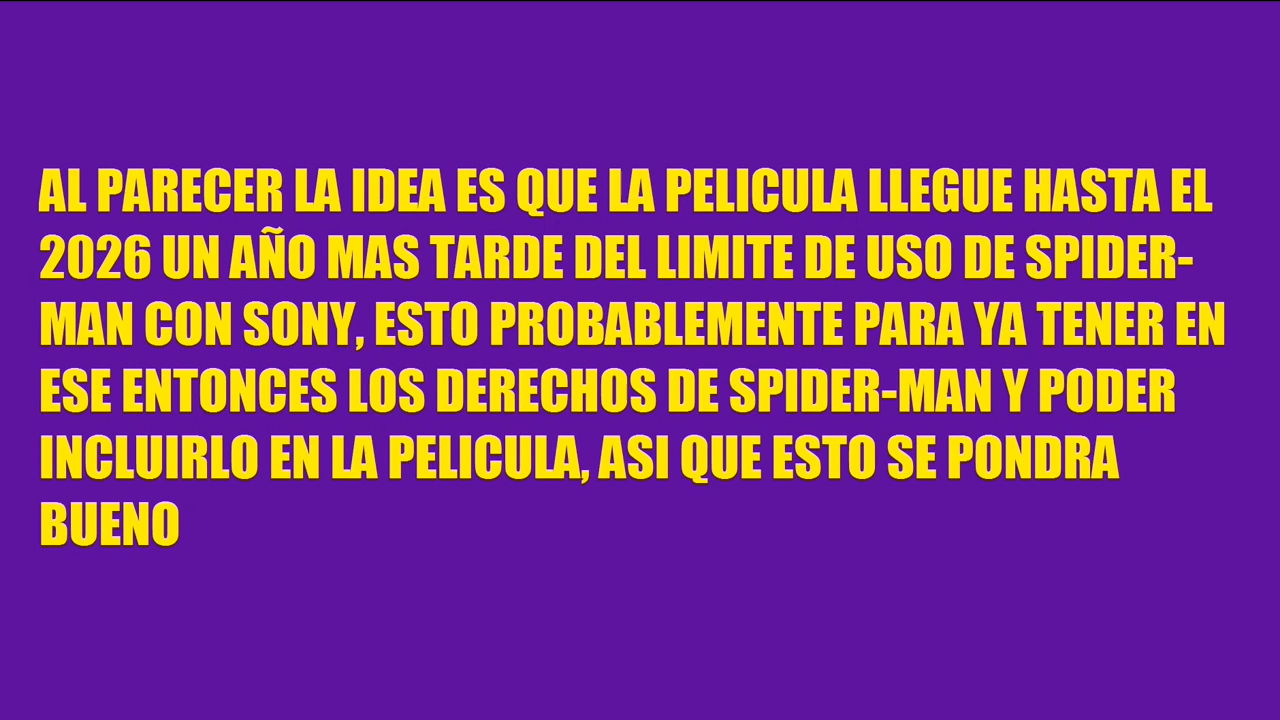 AL PARECER LA IDEA ES QUE LA PELICULA LLEGUE HASTA EL
2026 UN AÑO MAS TARDE DEL LIMITE DE USO DE SPIDER-
MAN CON SONY, ESTO PROBABLEMENTE PARA YA TENER EN
ESE ENTONCES LOS DERECHOS DE SPIDER-MAN Y PODER
INCLUIRLO EN LA PELICULA, ASI QUE ESTO SE PONDRA
BUENO